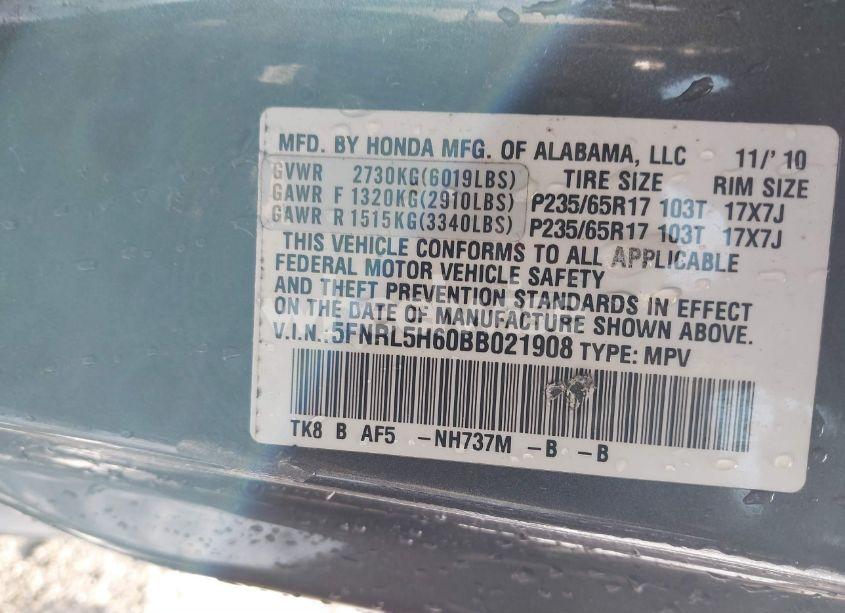 MFD. BY HONDA MFG. OF ALABAMA, LLC 11/' 10
GVWR 2730KG(6019LBS) TIRE SIZE RIM SIZE
GAWR F 1320KG(2910LBS) P235/65R17 103T 17X7J
GAWR R 1515KG(3340LBS) P235/65R17 103T 17X7J
THIS VEHICLE CONFORMS TO ALL APPLICABLE
FEDERAL MOTOR VEHICLE SAFETY
AND THEFT PREVENTION STANDARDS IN EFFECT
ON THE DATE OF MANUFACTURE SHOWN ABOVE.
V.I.N.:5FNRL5H60BB021908 TYPE: MPV
TK8 B AF5 -NH737M -B -B